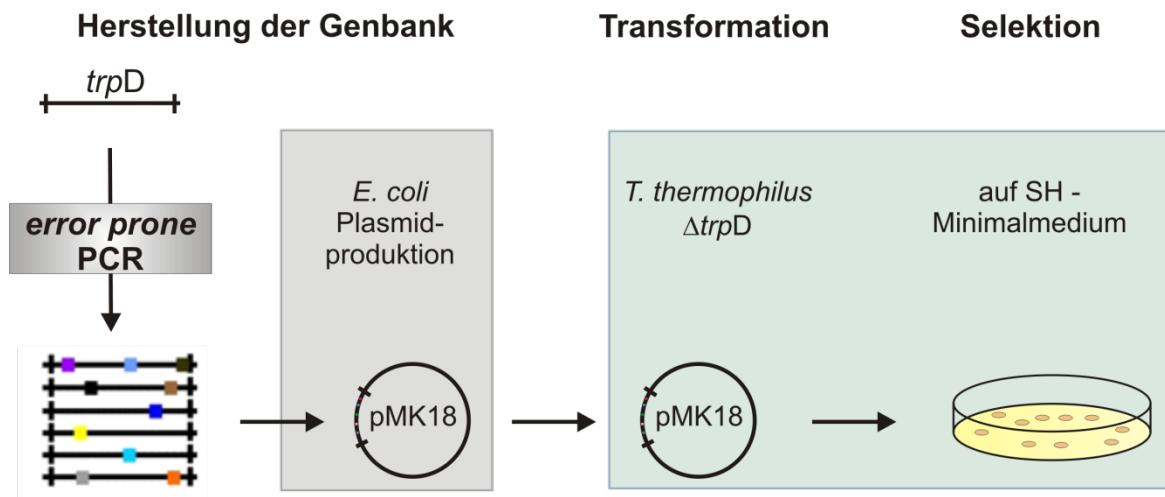 Herstellung der Genbank
Transformation
Selektion
trpD
error prone
PCR
E. coli
Plasmid-
produktion
pMK18
T. thermophilus
ΔtrpD
pMK18
auf SH -
Minimalmedium